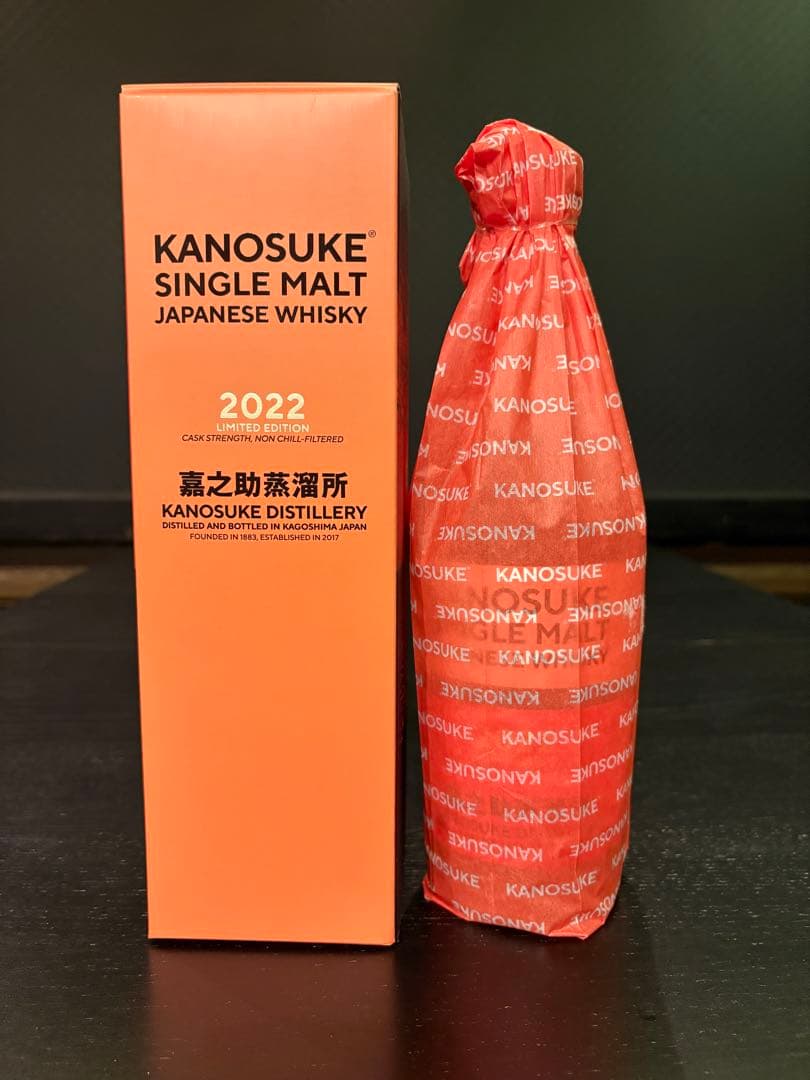 KANOSUKE®
SINGLE MALT
JAPANESE WHISKY
2022
LIMITED EDITION
CASK STRENGTH, NON CHILL-FILTERED
嘉之助蒸溜所
KANOSUKE DISTILLERY
DISTILLED AND BOTTLED IN KAGOSHIMA JAPAN
FOUNDED IN 1883, ESTABLISHED IN 2017
KANOSUKE
KANOSUKE
KANOSUKE
KANOSUKE
KANOSUKE
KANOSUKE
KANOSUKE
KANOSUKE
KANOSUKE
KANOSUKE
KANOSUKE